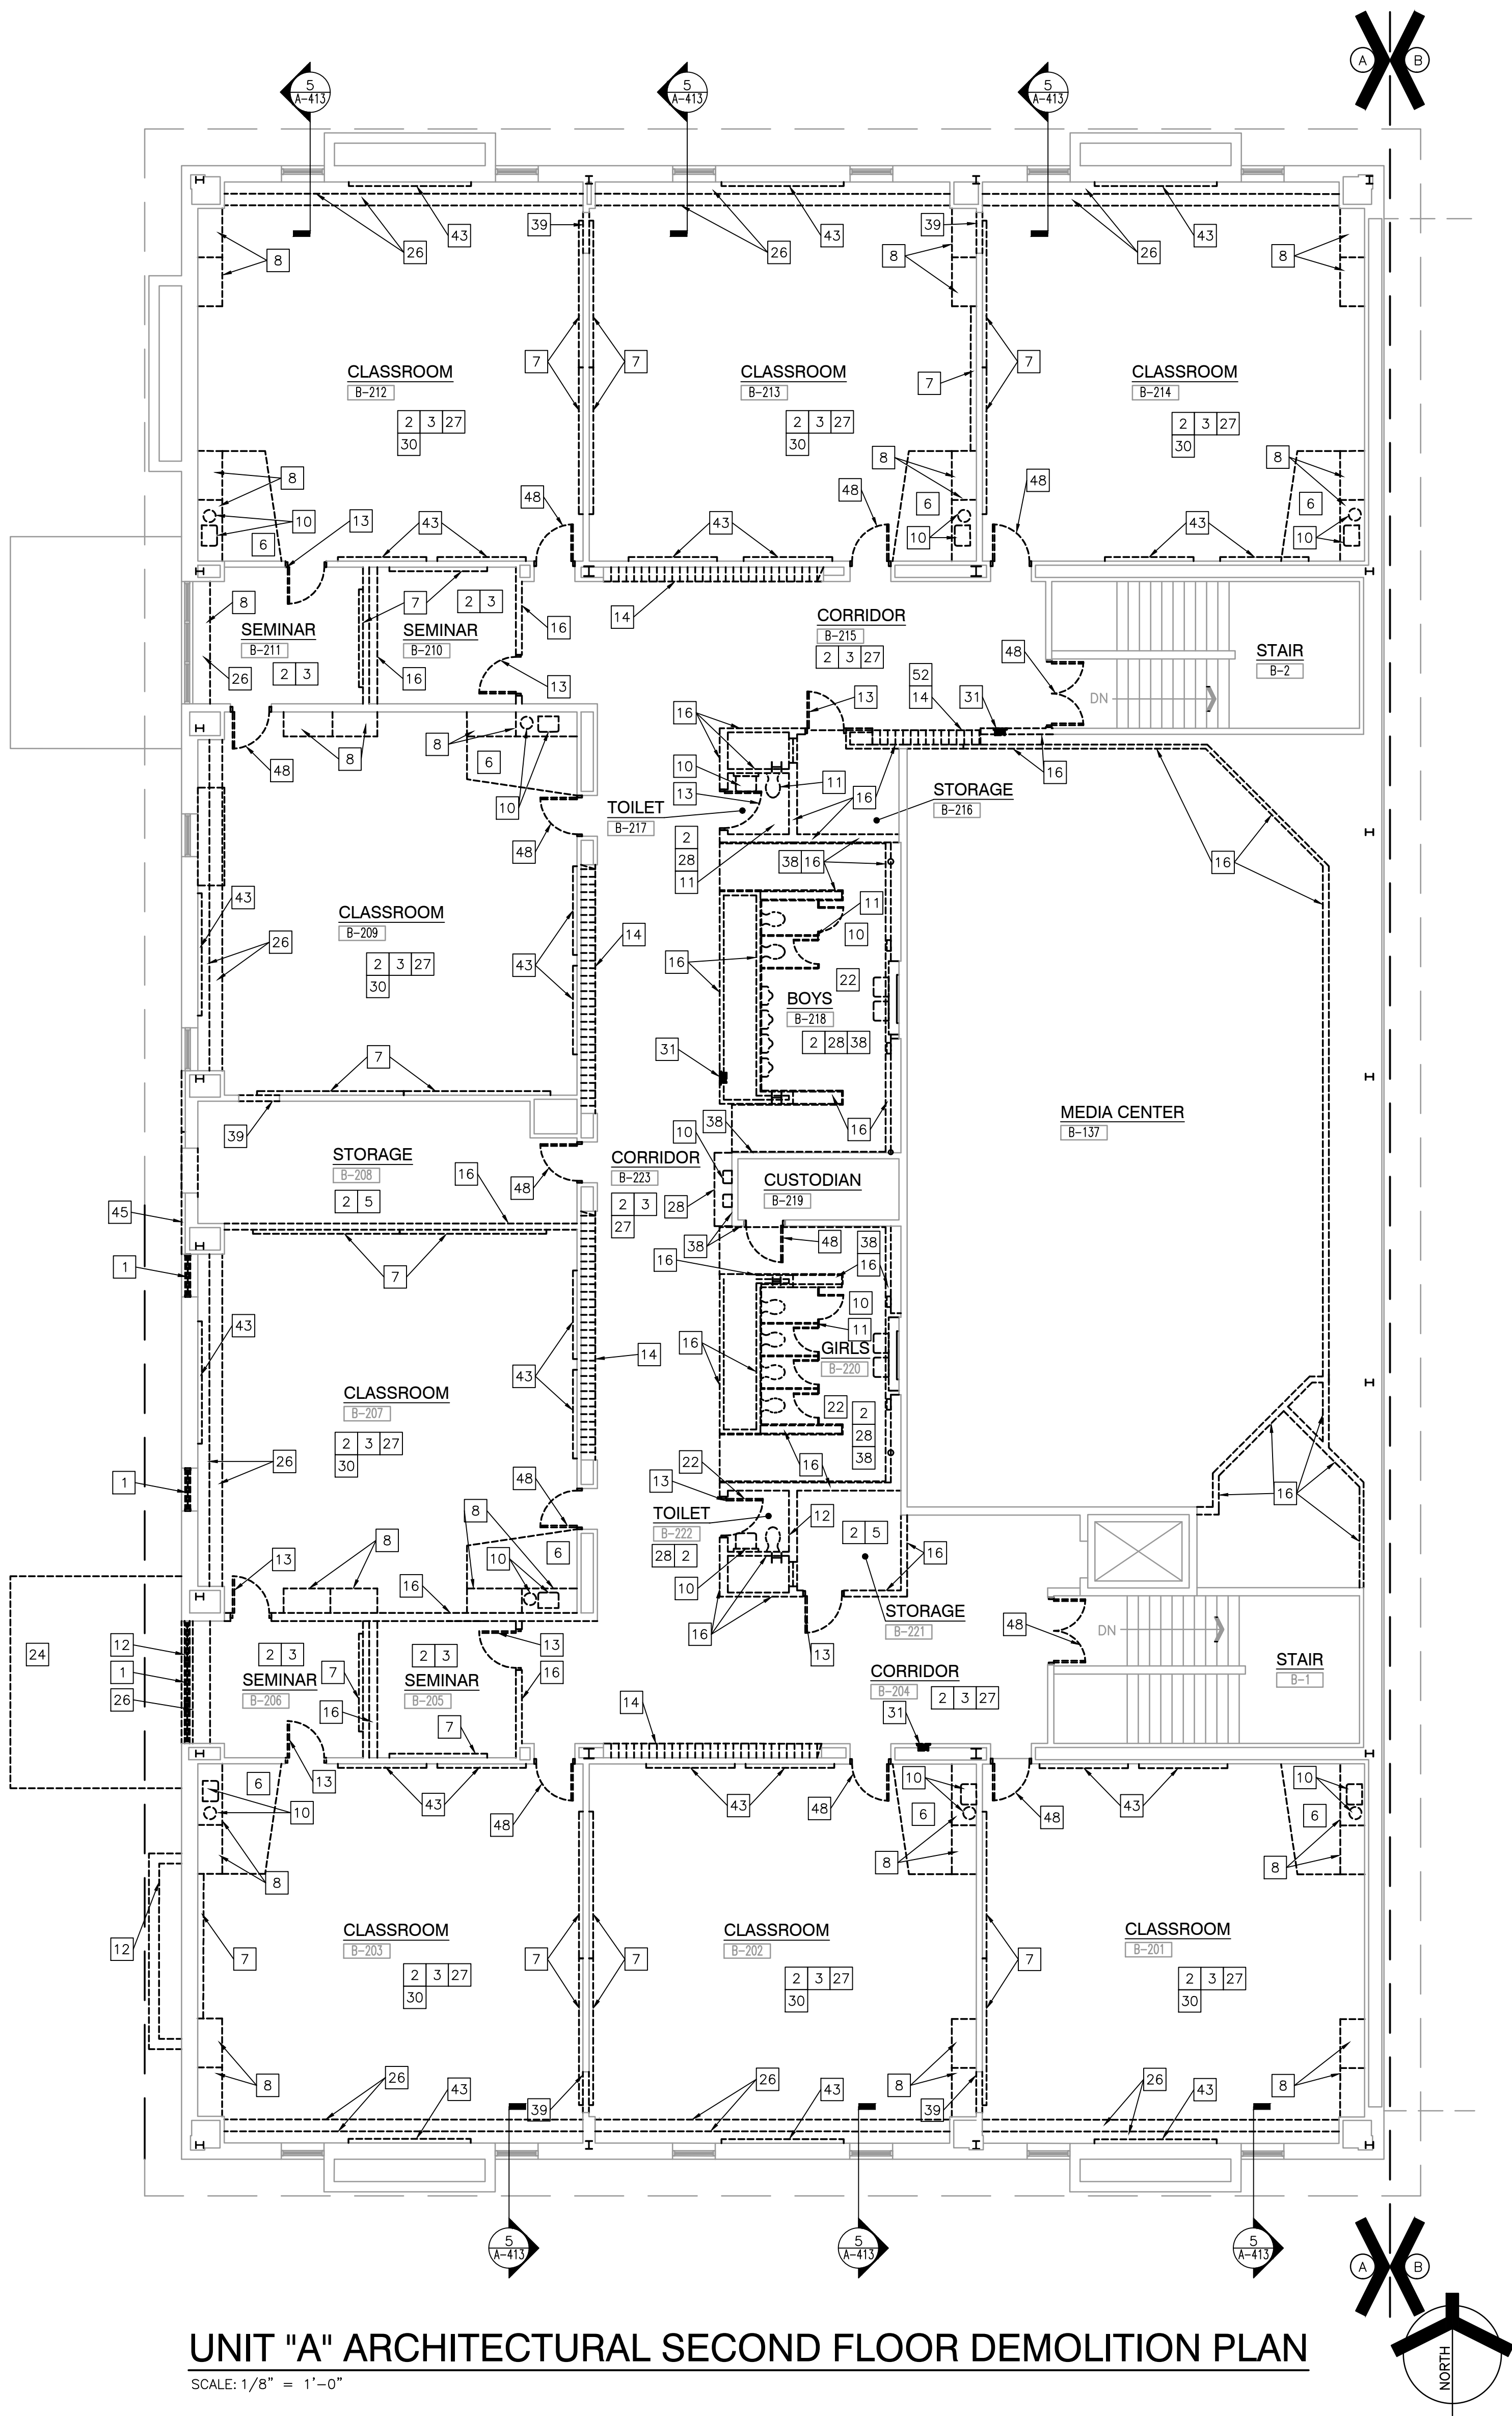 A B
5
A-413
5
A-413
5
A-413
39
43
26
8
39
43
26
8
43
26
8
7
7
7
7
CLASSROOM
B-212
2 3 27
30
CLASSROOM
B-213
2 3 27
30
CLASSROOM
B-214
2 3 27
30
8
10
6
13
43
48
8
6
10
43
48
48
8
6
10
43
8
7
2 3
16
14
SEMINAR
B-211
2 3
SEMINAR
B-210
26
16
13
CORRIDOR
B-215
2 3 27
48
STAIR
B-2
DN
52
14
31
13
16
48
8
8
6
10
48
10
13
11
16
16
STORAGE
B-216
TOILET
B-217
2
28
11
38 16
16
43
CLASSROOM
B-209
2 3 27
30
26
43
14
16
11
10
22
BOYS
B-218
2 28 38
7
31
39
38
16
10
MEDIA CENTER
B-137
STORAGE
B-208
2 5
16
48
CORRIDOR
B-223
2 3
27
28
CUSTODIAN
B-219
45
38
48
38
16
16
1
7
43
43
14
16
10
11
GIRLS
B-220
CLASSROOM
B-207
2 3 27
30
22
2
28
38
26
1
48
16
13
22
16
8
TOILET
B-222
28 2
12
2 5
8
6
10
13
16
10
16
16
STORAGE
B-221
13
48
DN
STAIR
B-1
24
12
1
26
2 3
SEMINAR
B-206
7
16
2 3
SEMINAR
B-205
13
16
7
14
CORRIDOR
B-204
2 3 27
31
6
13
10
43
48
43
48
10
6
48
43
10
6
8
8
8
12
7
CLASSROOM
B-203
2 3 27
30
7
7
CLASSROOM
B-202
2 3 27
30
7
CLASSROOM
B-201
2 3 27
30
8
26
43
39
26
43
8
39
26
43
8
5
A-413
5
A-413
5
A-413
A B
UNIT "A" ARCHITECTURAL SECOND FLOOR DEMOLITION PLAN
SCALE: 1/8" = 1'-0"
NORTH